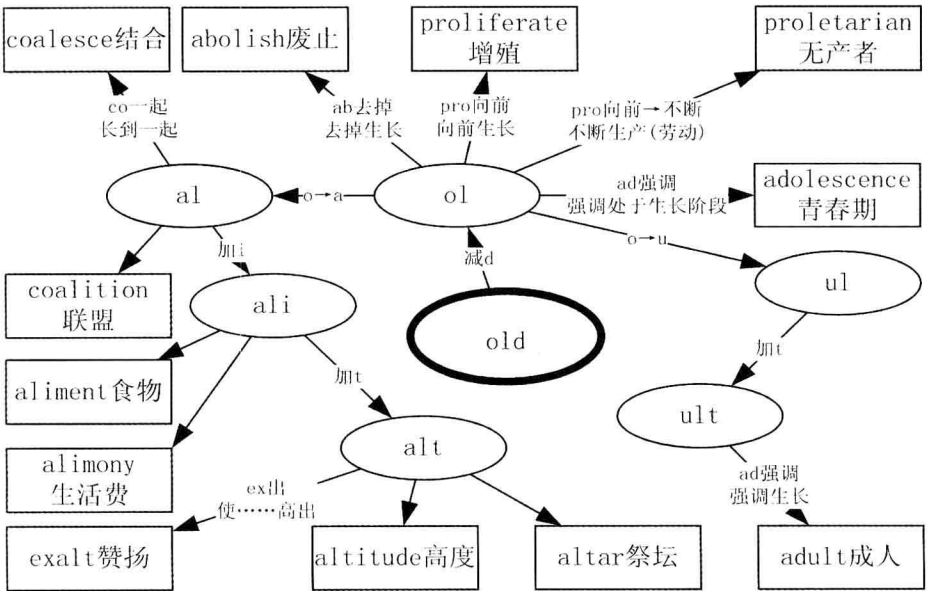 coalesce结合
abolish废止
proliferate
增殖
proletarian
无产者
co一起
长到一起
ab去掉
去掉生长
pro向前
向前生长
pro向前→不断
不断生产(劳动)
al
o→a
ol
ad强调
强调处于生长阶段
adolescence
青春期
o→u
加i
减d
coalition
联盟
ali
ul
old
加t
aliment食物
加t
ult
alimony
生活费
alt
ad强调
强调生长
ex出
使……高出
exalt赞扬
altitude高度
altar祭坛
adult成人